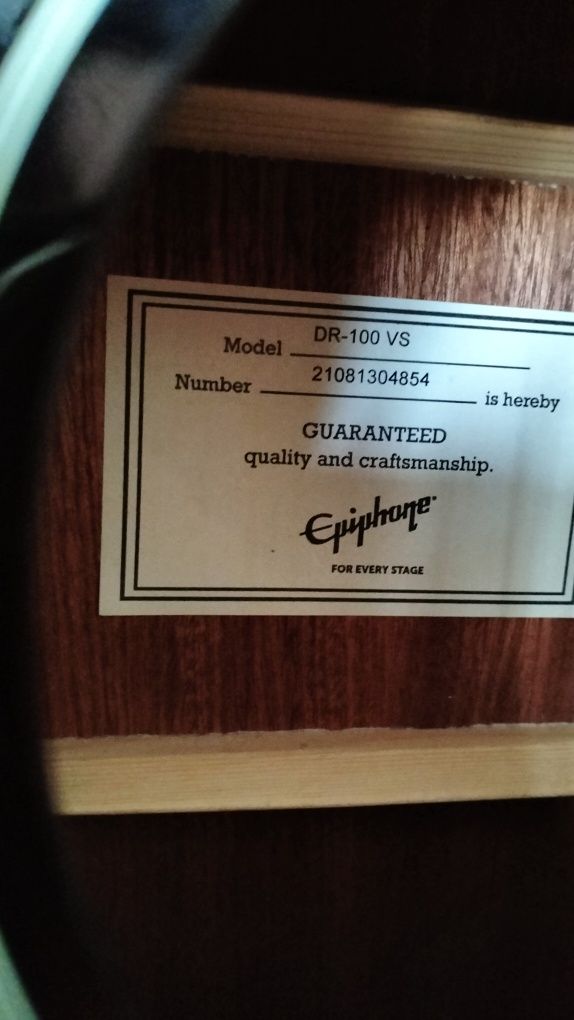 Model DR-100 VS
Number 21081304854 is hereby
GUARANTEED
quality and craftsmanship.
Epiphone
FOR EVERY STAGE